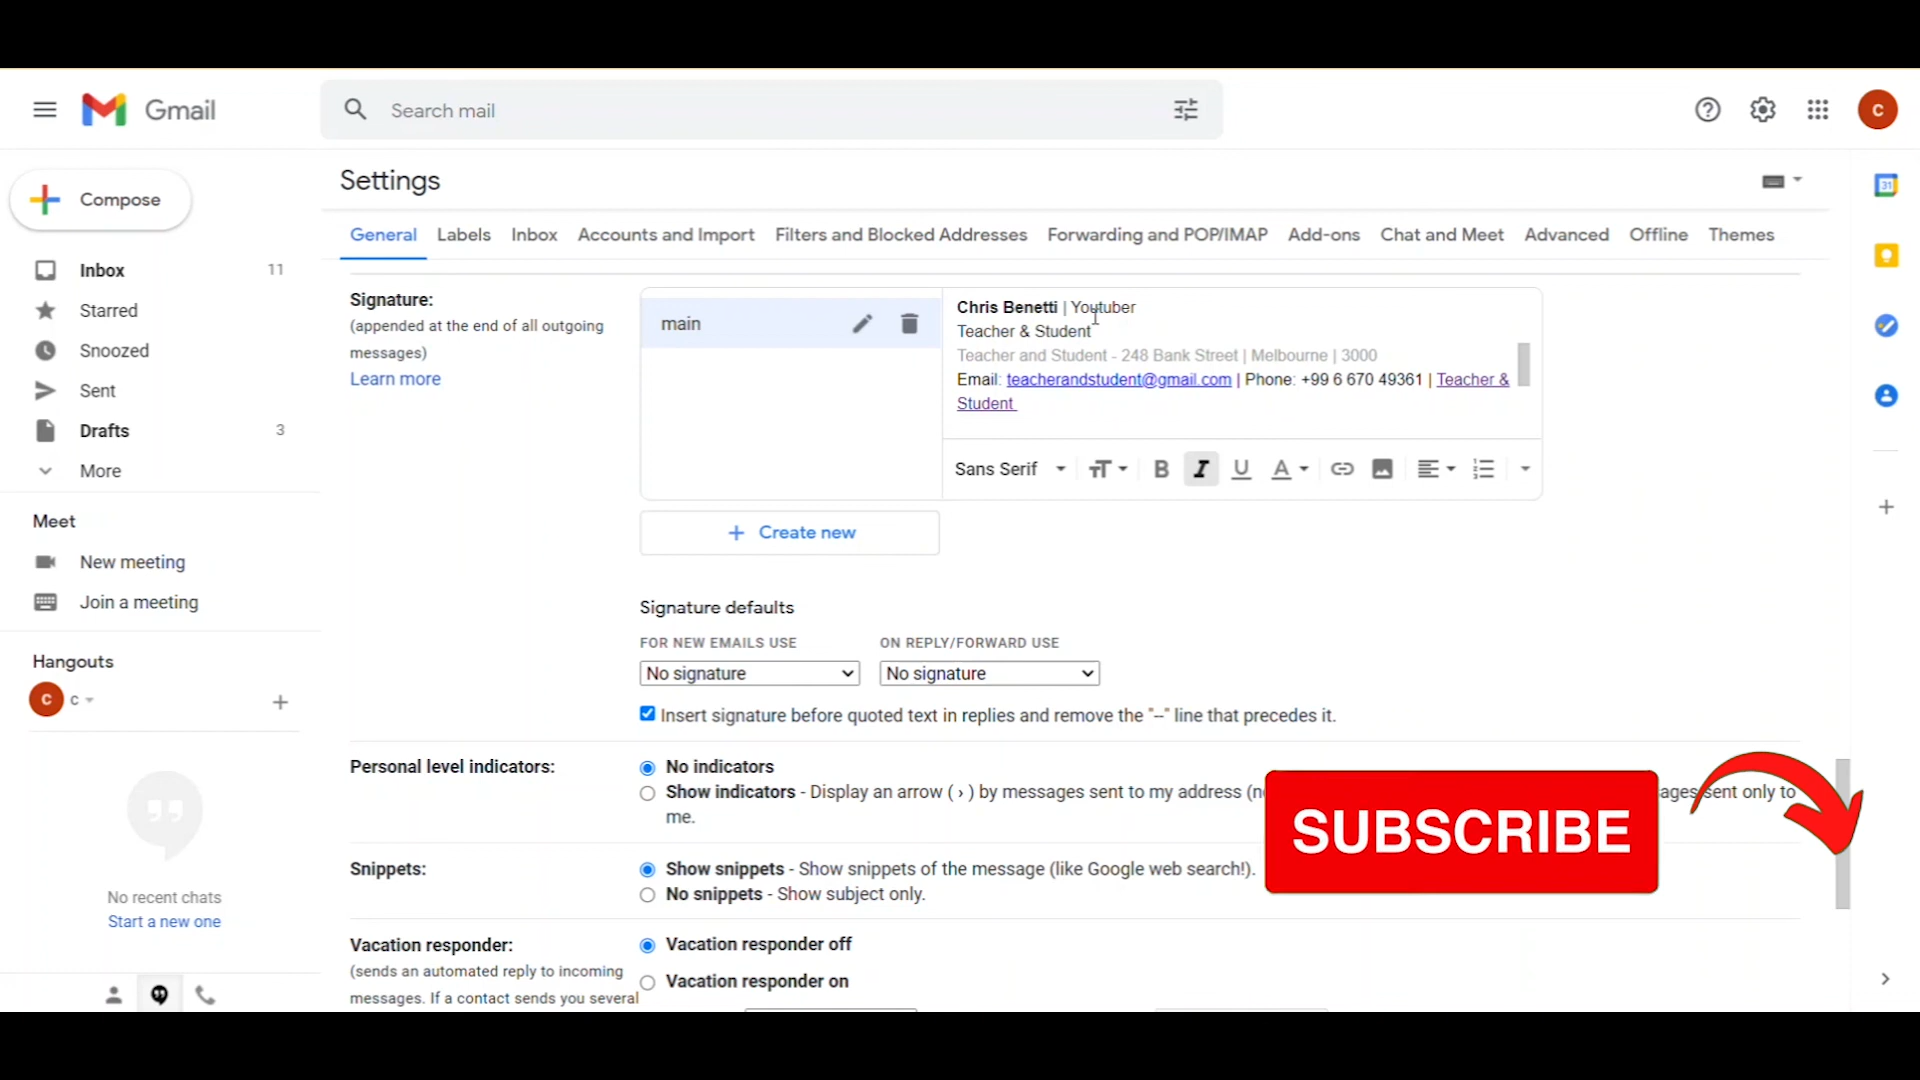 Gmail
Search mail
C
Settings
Compose
General Labels Inbox Accounts and Import Filters and Blocked Addresses Forwarding and POP/IMAP Add-ons Chat and Meet Advanced Offline Themes
31
Inbox 11
Starred
Snoozed
Sent
Drafts 3
More
Meet
New meeting
Join a meeting
Hangouts
C c
No recent chats
Start a new one
Signature:
(appended at the end of all outgoing
messages)
Learn more
main
Chris Benetti | Youtuber
Teacher & Student
Teacher and Student - 248 Bank Street | Melbourne | 3000
Email: teacherandstudent@gmail.com | Phone: +99 6 670 49361 | Teacher &
Student
Sans Serif
Create new
Signature defaults
FOR NEW EMAILS USE ON REPLY/FORWARD USE
No signature No signature
Insert signature before quoted text in replies and remove the "--" line that precedes it.
Personal level indicators:
No indicators
Show indicators - Display an arrow ( › ) by messages sent to my address sent only to
me.
SUBSCRIBE
Snippets:
Show snippets - Show snippets of the message (like Google web search!).
No snippets - Show subject only.
Vacation responder:
(sends an automated reply to incoming
messages. If a contact sends you several
Vacation responder off
Vacation responder on